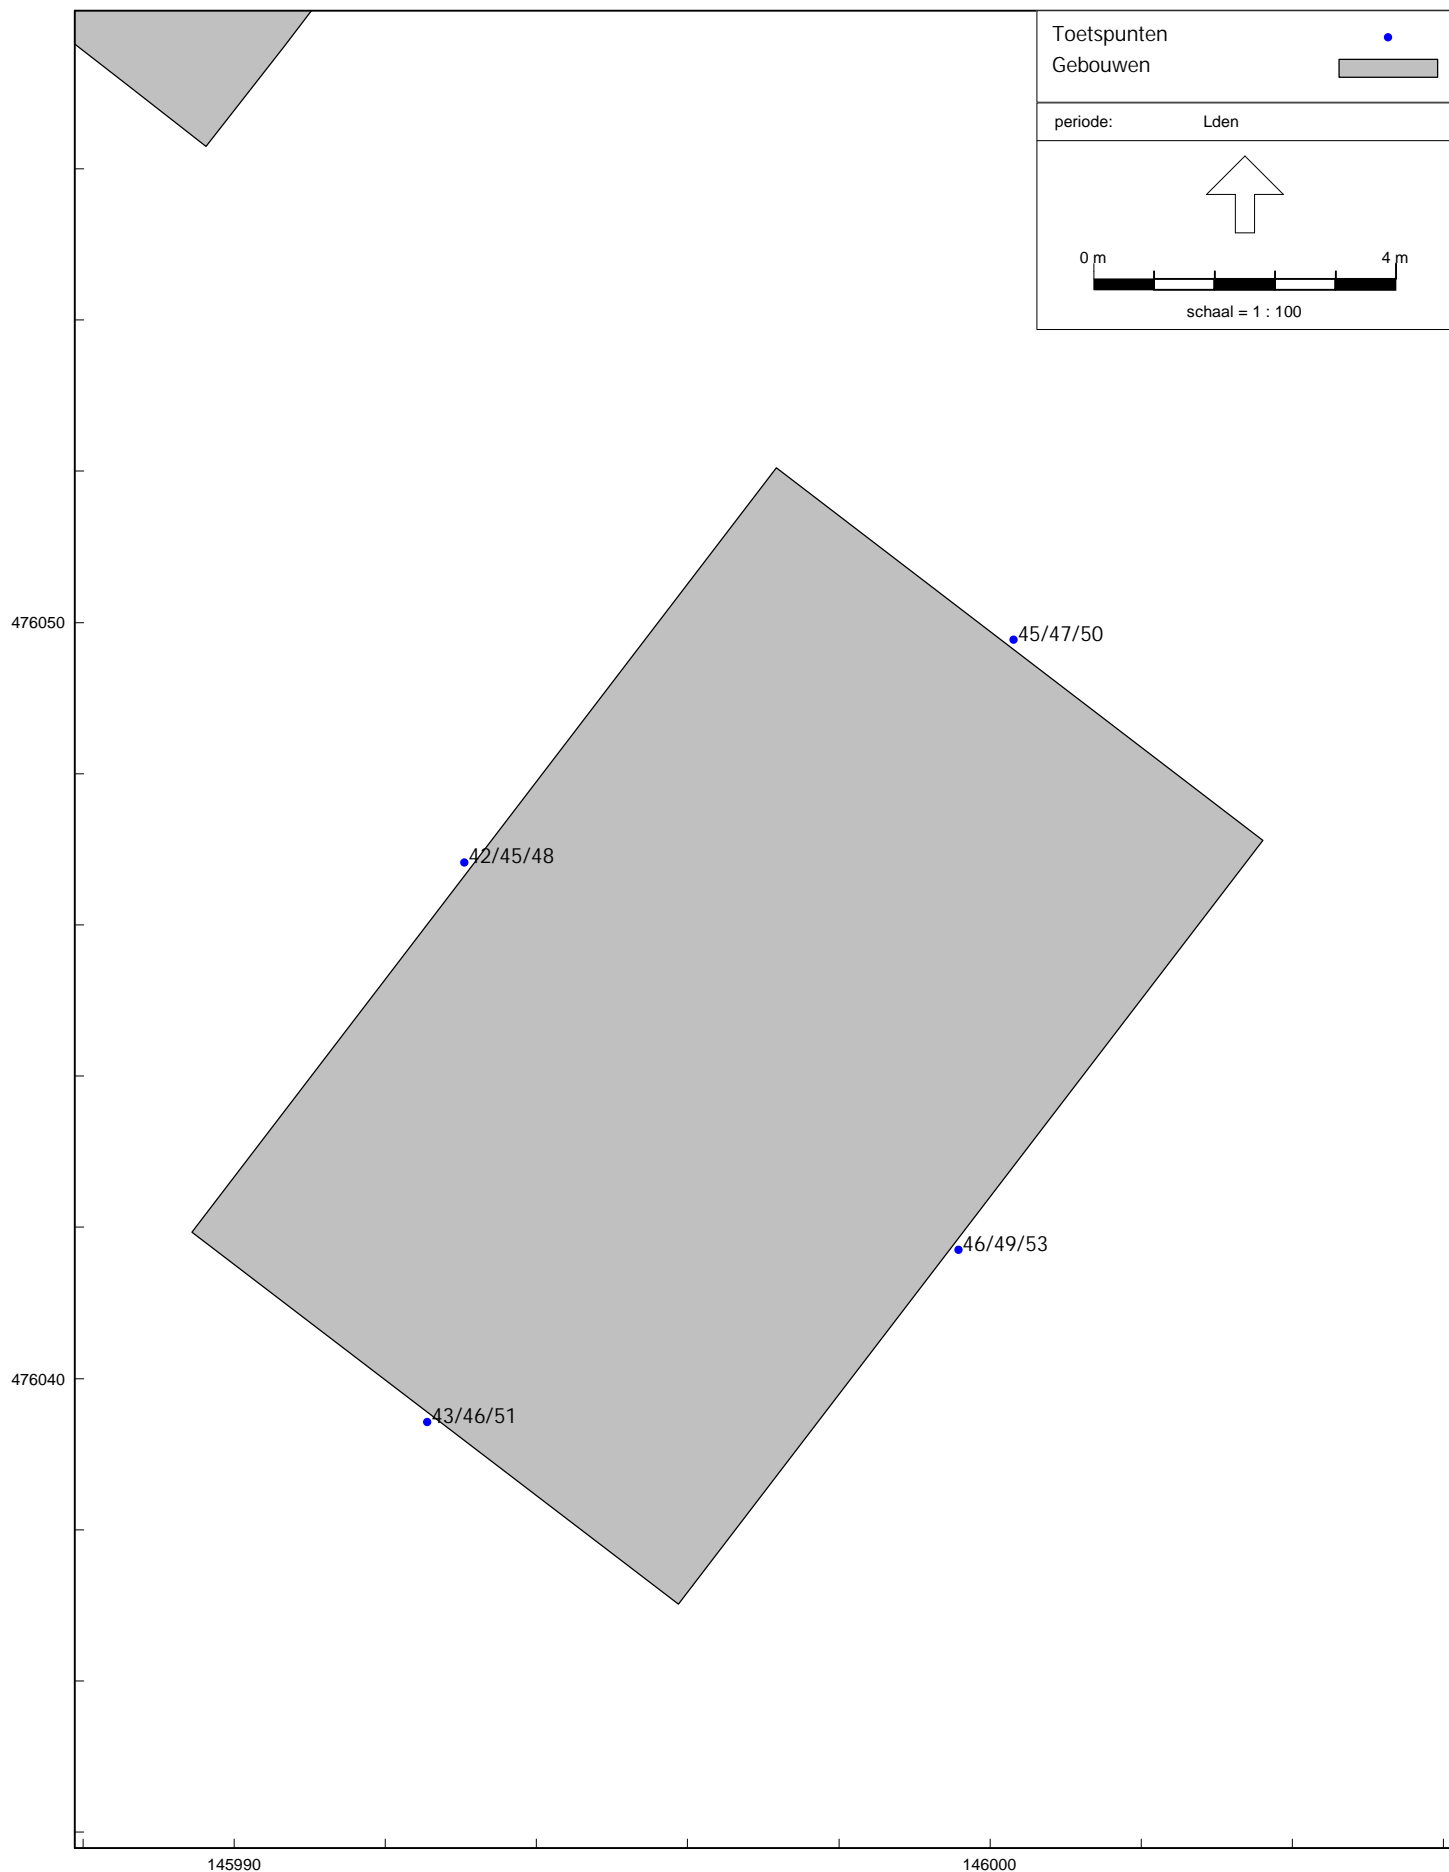 Toetspunten
Gebouwen
periode: Lden
0 m 4 m
schaal = 1 : 100
476050
45/47/50
42/45/48
46/49/53
476040
43/46/51
145990 146000